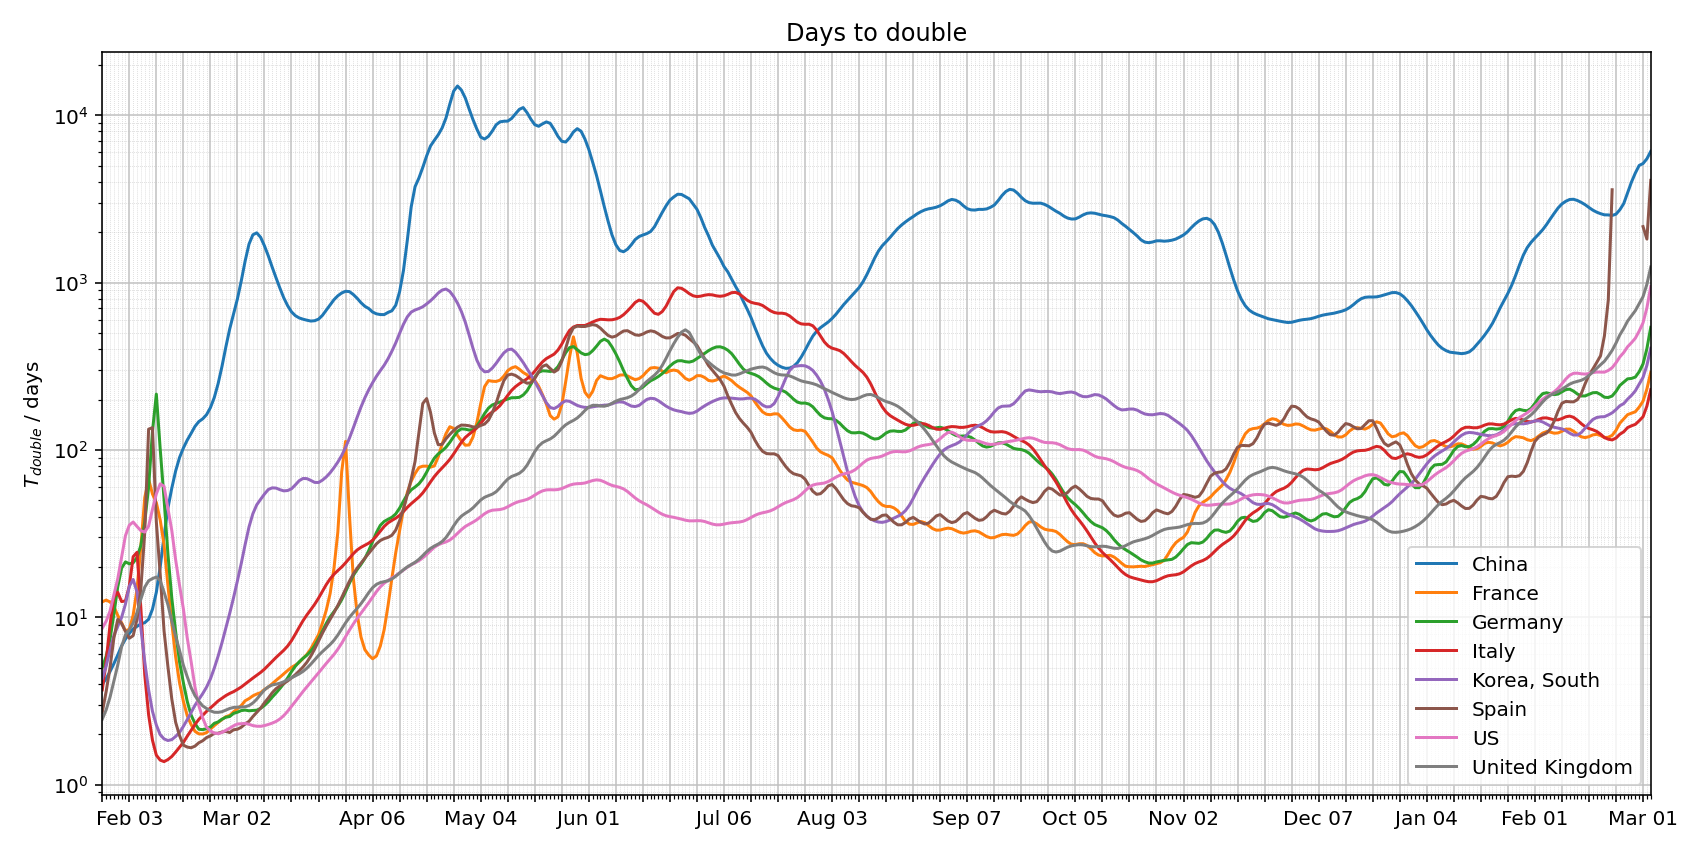 Days to double
T_double / days
10⁴
10³
10²
10¹
10⁰
Feb 03 Mar 02 Apr 06 May 04 Jun 01 Jul 06 Aug 03 Sep 07 Oct 05 Nov 02 Dec 07 Jan 04 Feb 01 Mar 01
China
France
Germany
Italy
Korea, South
Spain
US
United Kingdom